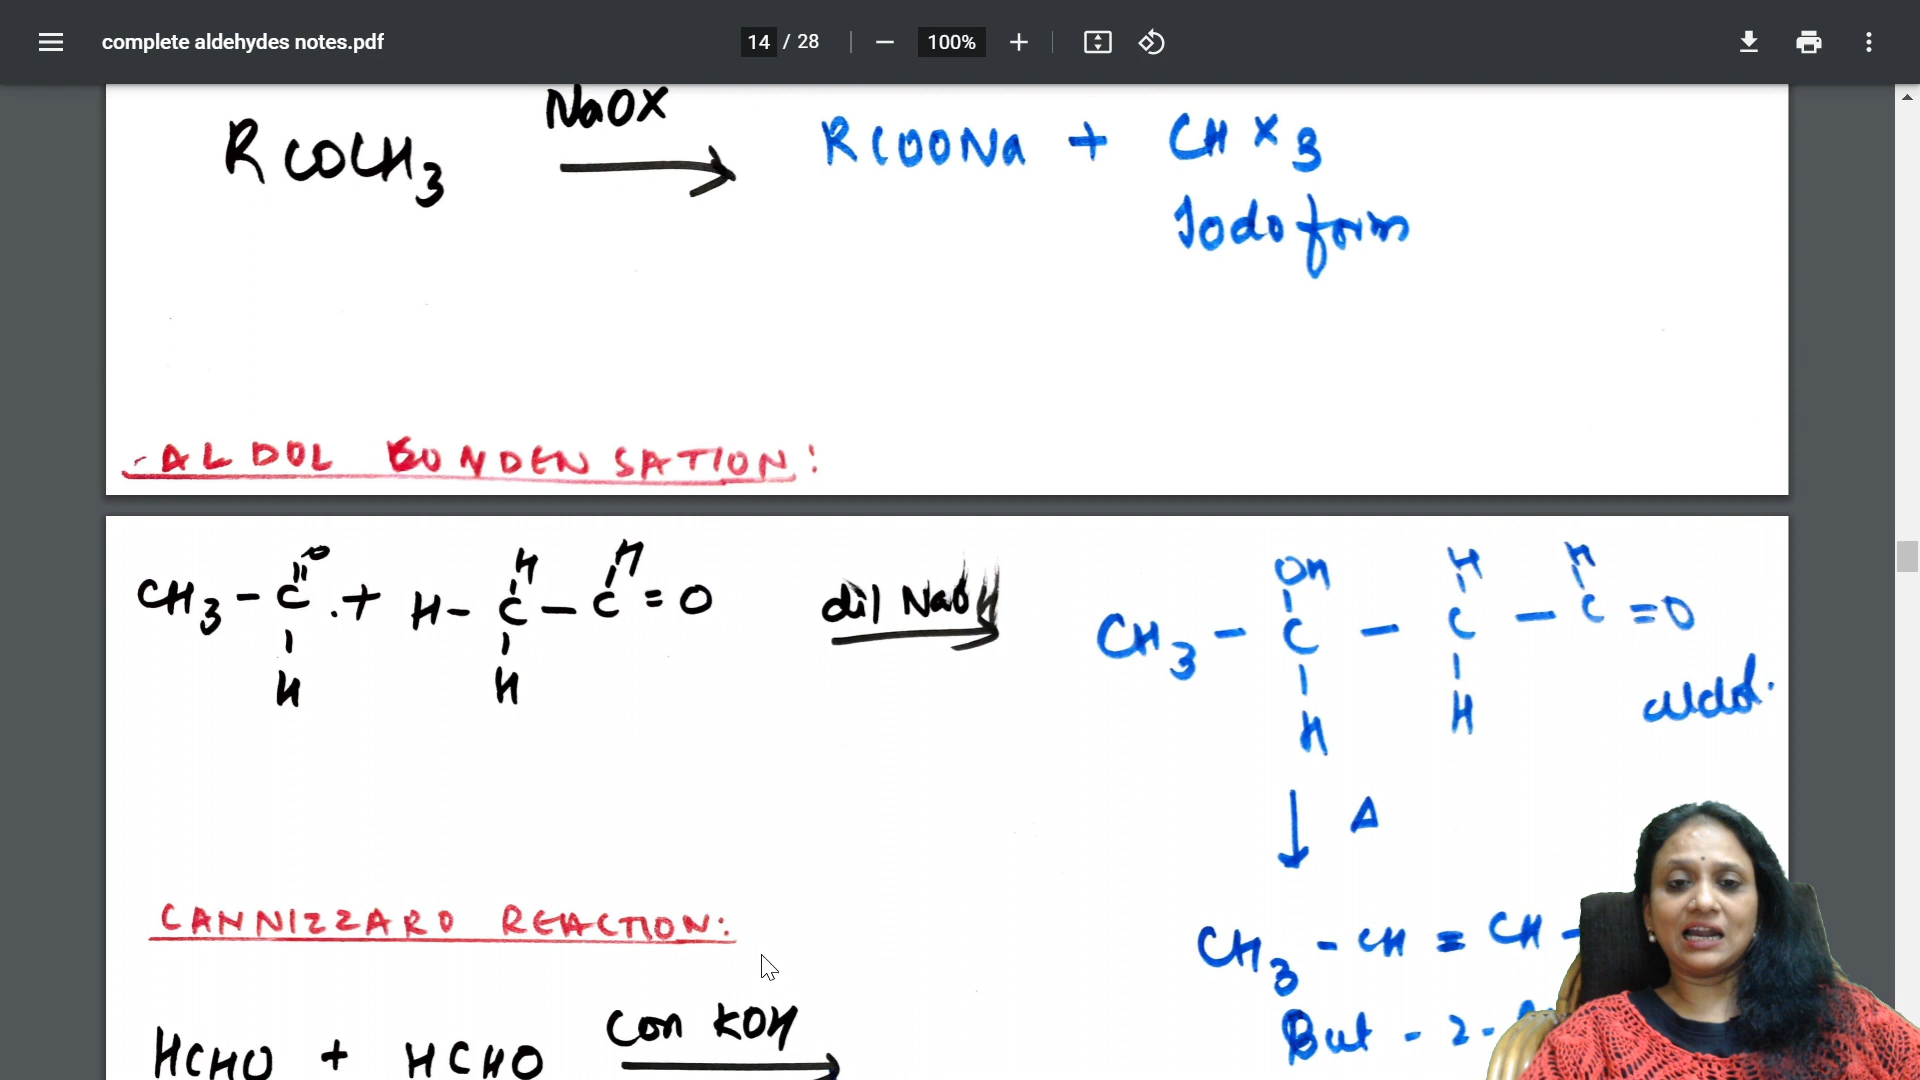 complete aldehydes notes.pdf
14 / 28
100%
NaOX
RCOCH3 RCOONa + CHX3
Iodoform
ALDOL CONDENSATION:
O H H OH H H
CH3 - C + H - C - C = O dil NaOH CH3 - C - C - C = O
H H H H
aldol.
Δ
CANNIZZARO REACTION:
CH3 - CH = CH -
Con KOH
But - 2 -
HCHO + HCHO